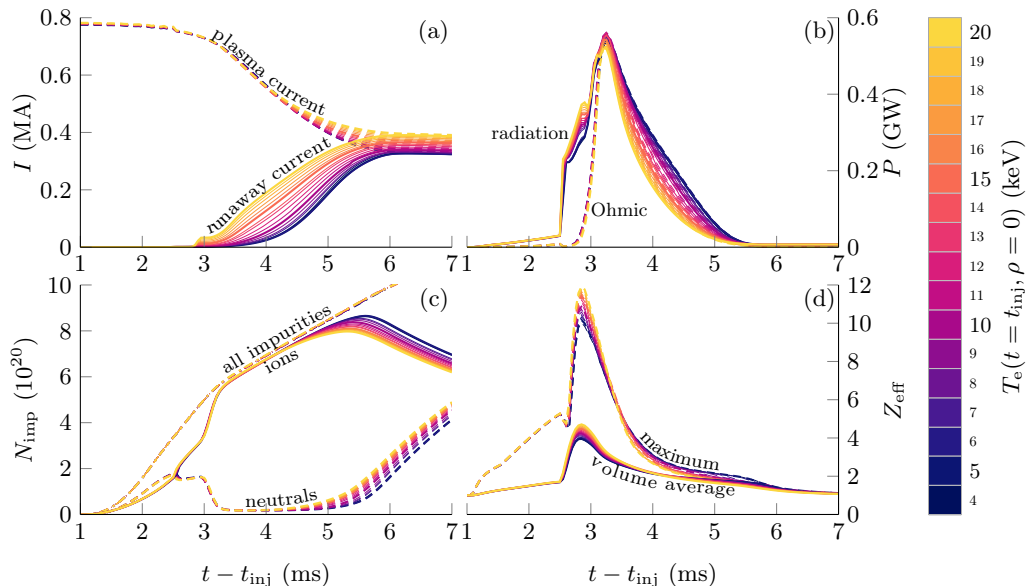 0.8
0.6
0.4
0.2
0
I (MA)
(a)
plasma current
runaway current
1 2 3 4 5 6 7
0.6
0.4
0.2
0
P (GW)
(b)
radiation
Ohmic
1 2 3 4 5 6 7
10
8
6
4
2
0
N_imp (10^20)
(c)
all impurities
ions
neutrals
1 2 3 4 5 6 7
t − t_inj (ms)
12
10
8
6
4
2
0
Z_eff
(d)
maximum
volume average
1 2 3 4 5 6 7
t − t_inj (ms)
20
19
18
17
16
15
14
13
12
11
10
9
8
7
6
5
4
T_e(t = t_inj, ρ = 0) (keV)